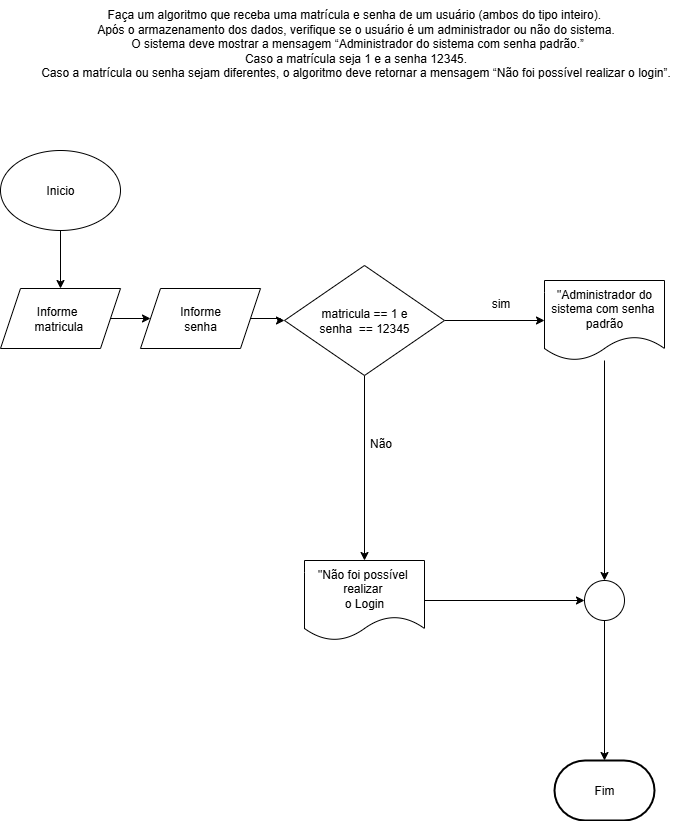 Faça um algoritmo que receba uma matrícula e senha de um usuário (ambos do tipo inteiro).
Após o armazenamento dos dados, verifique se o usuário é um administrador ou não do sistema.
O sistema deve mostrar a mensagem “Administrador do sistema com senha padrão.”
Caso a matrícula seja 1 e a senha 12345.
Caso a matrícula ou senha sejam diferentes, o algoritmo deve retornar a mensagem “Não foi possível realizar o login”.
Inicio
Informe
matricula
Informe
senha
matricula == 1 e
senha == 12345
sim
"Administrador do
sistema com senha
padrão
Não
"Não foi possível
realizar
o Login
Fim